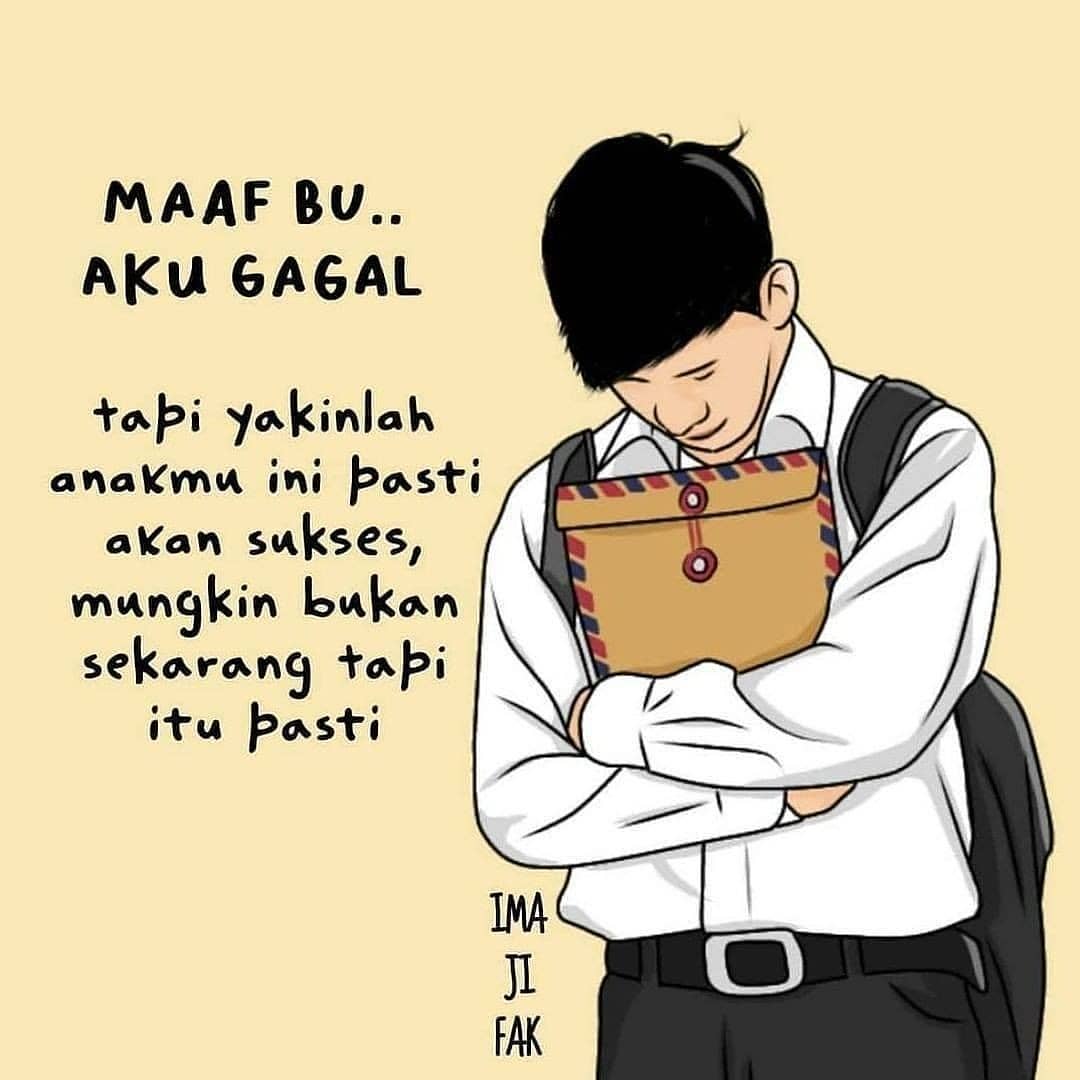 MAAF BU..
AKU GAGAL
tapi yakinlah
anakmu ini pasti
akan sukses,
mungkin bukan
sekarang tapi
itu pasti
IMA
JI
FAK